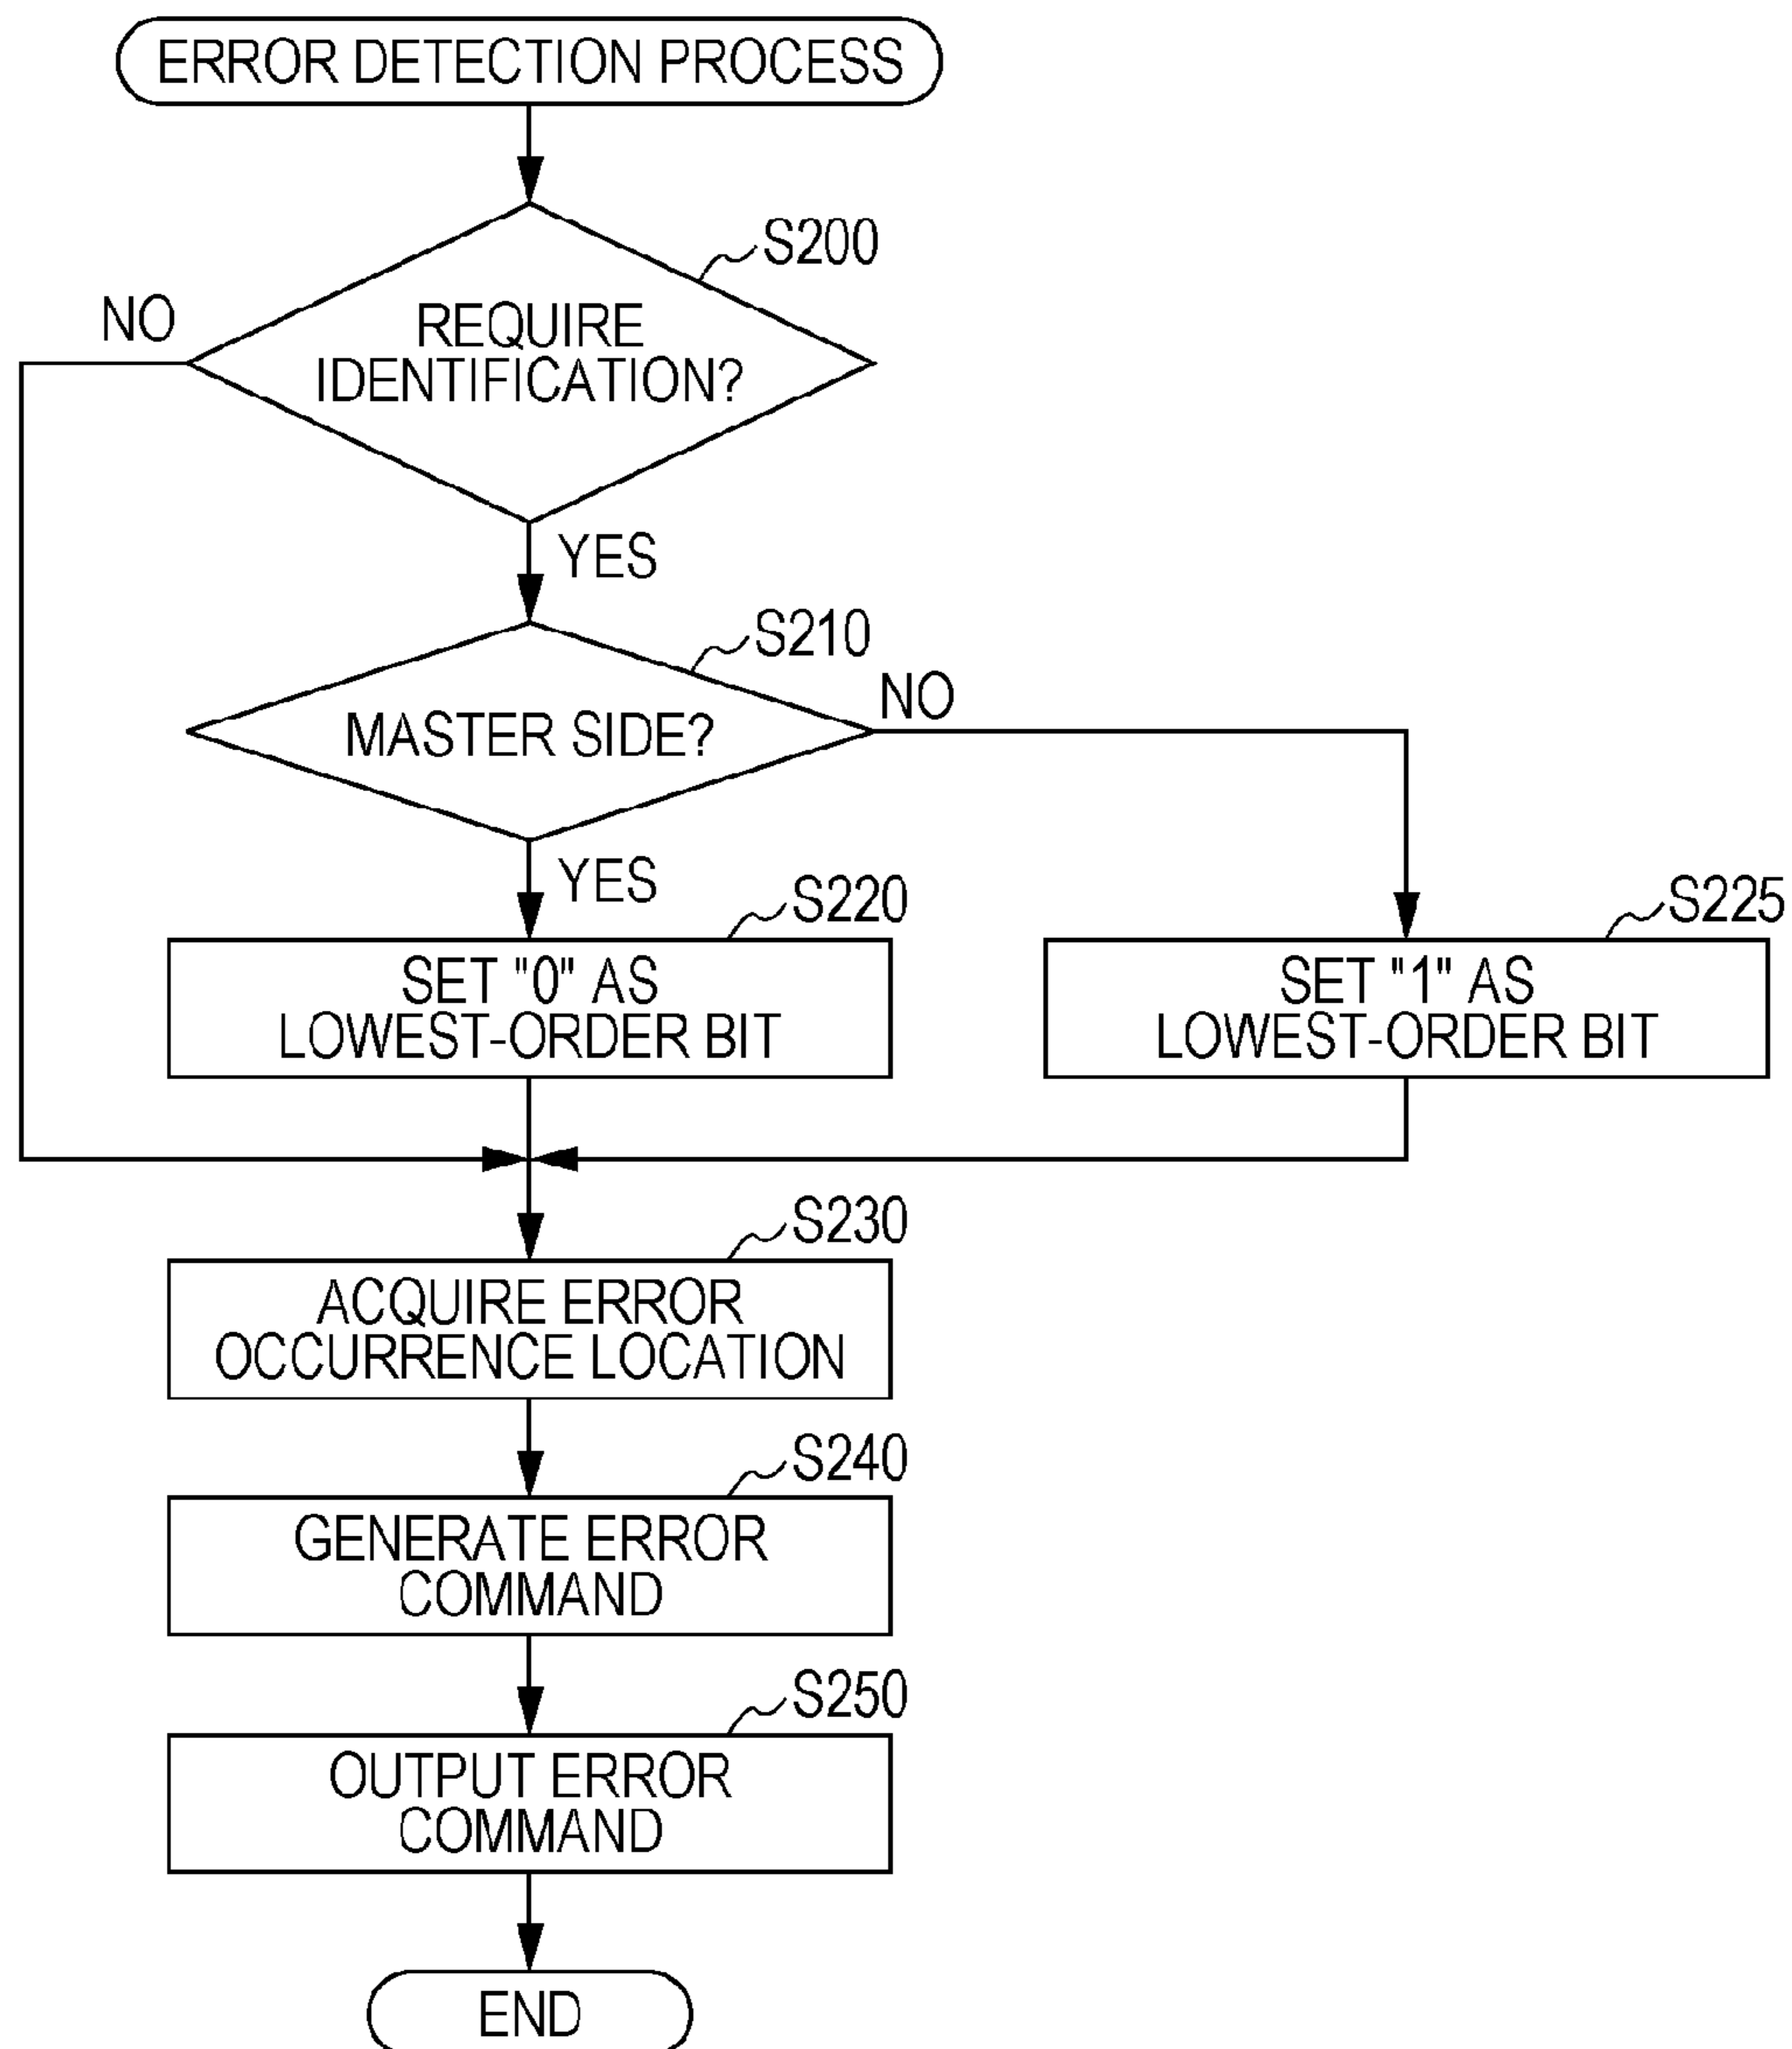 ERROR DETECTION PROCESS
S200
NO
REQUIRE
IDENTIFICATION?
YES
S210
NO
MASTER SIDE?
YES
S220
S225
SET "0" AS
LOWEST-ORDER BIT
SET "1" AS
LOWEST-ORDER BIT
S230
ACQUIRE ERROR
OCCURRENCE LOCATION
S240
GENERATE ERROR
COMMAND
S250
OUTPUT ERROR
COMMAND
END